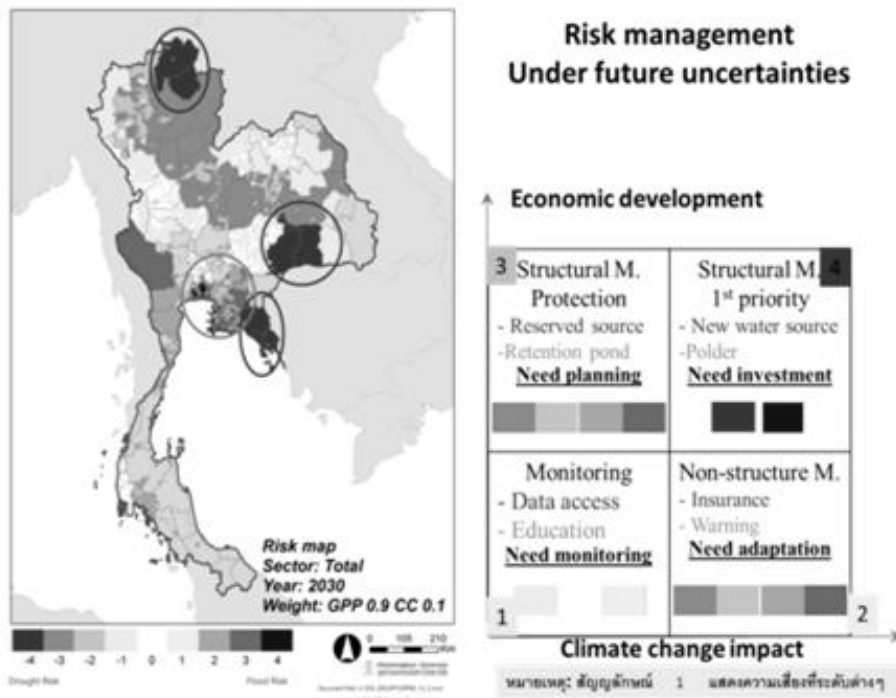 Risk management
Under future uncertainties
Economic development
3
Structural M.
Protection
- Reserved source
-Retention pond
Need planning
4
Structural M.
1st priority
- New water source
-Polder
Need investment
Monitoring
- Data access
- Education
Need monitoring
1
Non-structure M.
- Insurance
- Warning
Need adaptation
2
Climate change impact
หมายเหตุ: สัญญลักษณ์ 1 แสดงความเสี่ยงที่ระดับต่างๆ
Risk map
Sector: Total
Year: 2030
Weight: GPP 0.9 CC 0.1
-4 -3 -2 -1 0 1 2 3 4
Drought Risk
Flood Risk
0 105 210